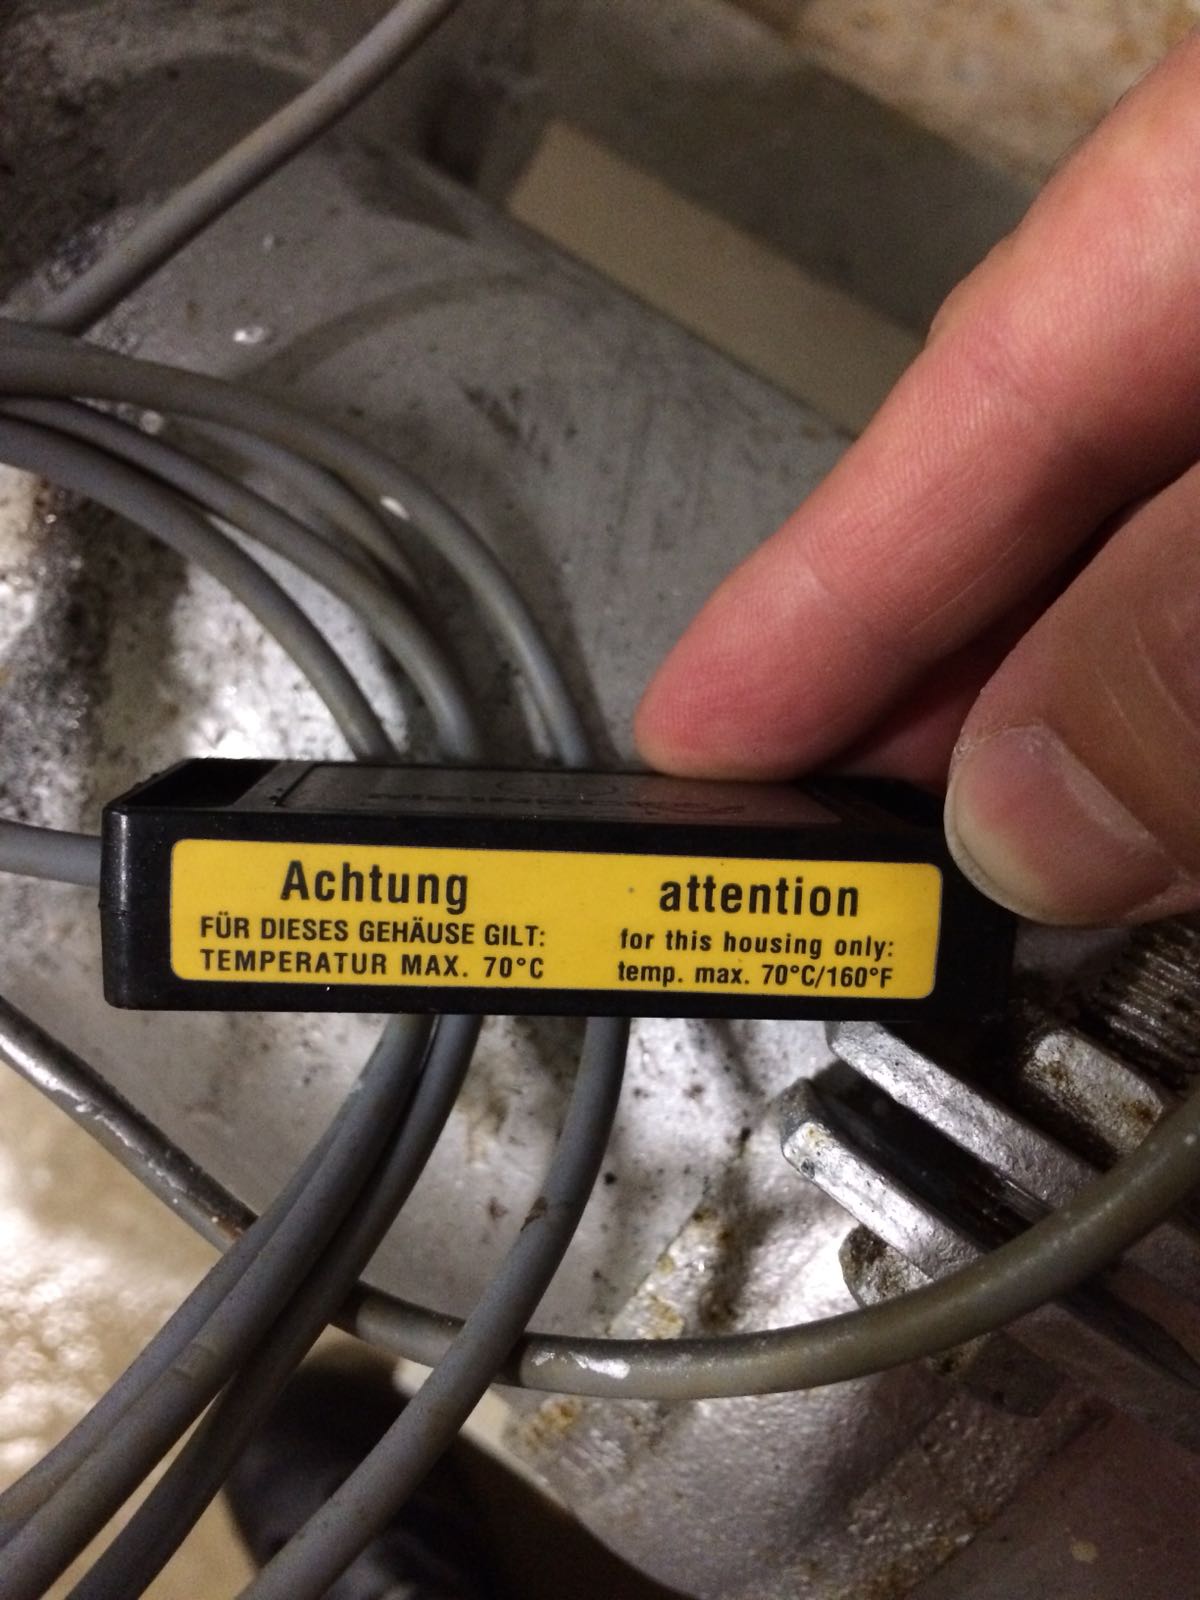 Achtung
FÜR DIESES GEHÄUSE GILT:
TEMPERATUR MAX. 70°C
attention
for this housing only:
temp. max. 70°C/160°F